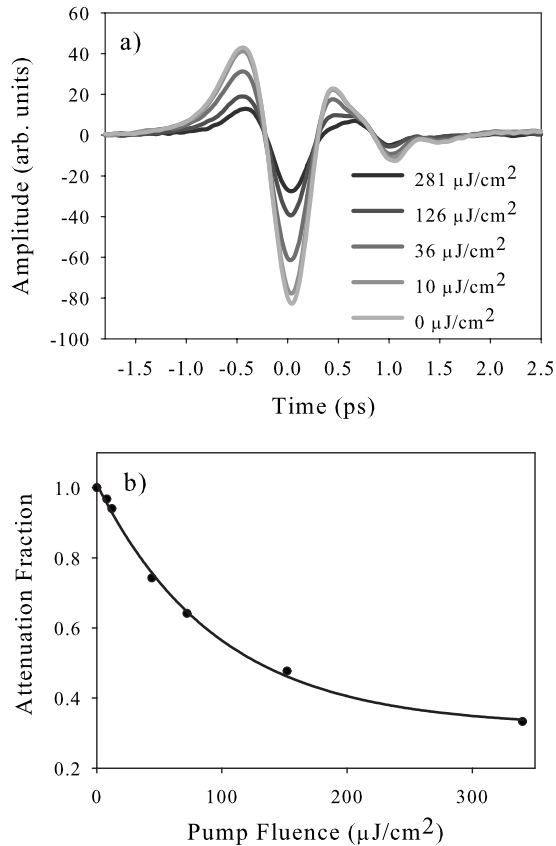 a)
60
40
20
0
-20
-40
-60
-80
-100
Amplitude (arb. units)
281 μJ/cm2
126 μJ/cm2
36 μJ/cm2
10 μJ/cm2
0 μJ/cm2
-1.5 -1.0 -0.5 0.0 0.5 1.0 1.5 2.0 2.5
Time (ps)
b)
1.0
0.8
0.6
0.4
0.2
Attenuation Fraction
0 100 200 300
Pump Fluence (μJ/cm2)